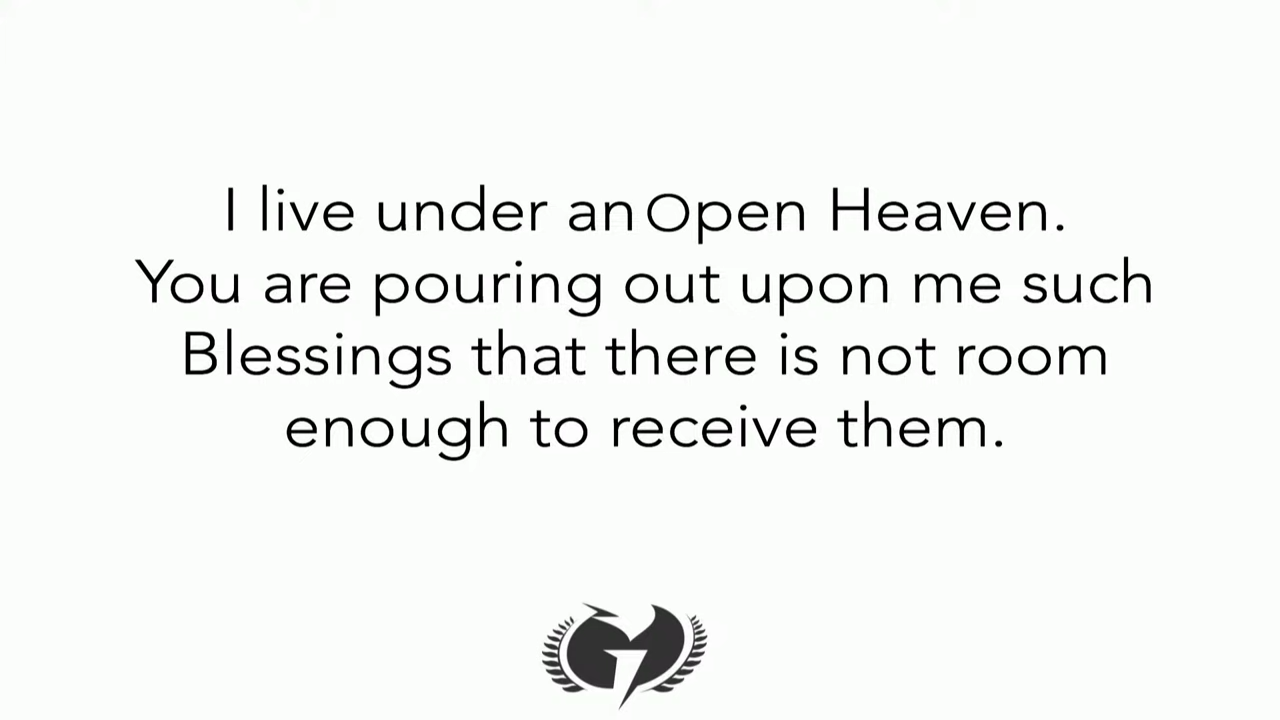 I live under an Open Heaven.
You are pouring out upon me such
Blessings that there is not room
enough to receive them.